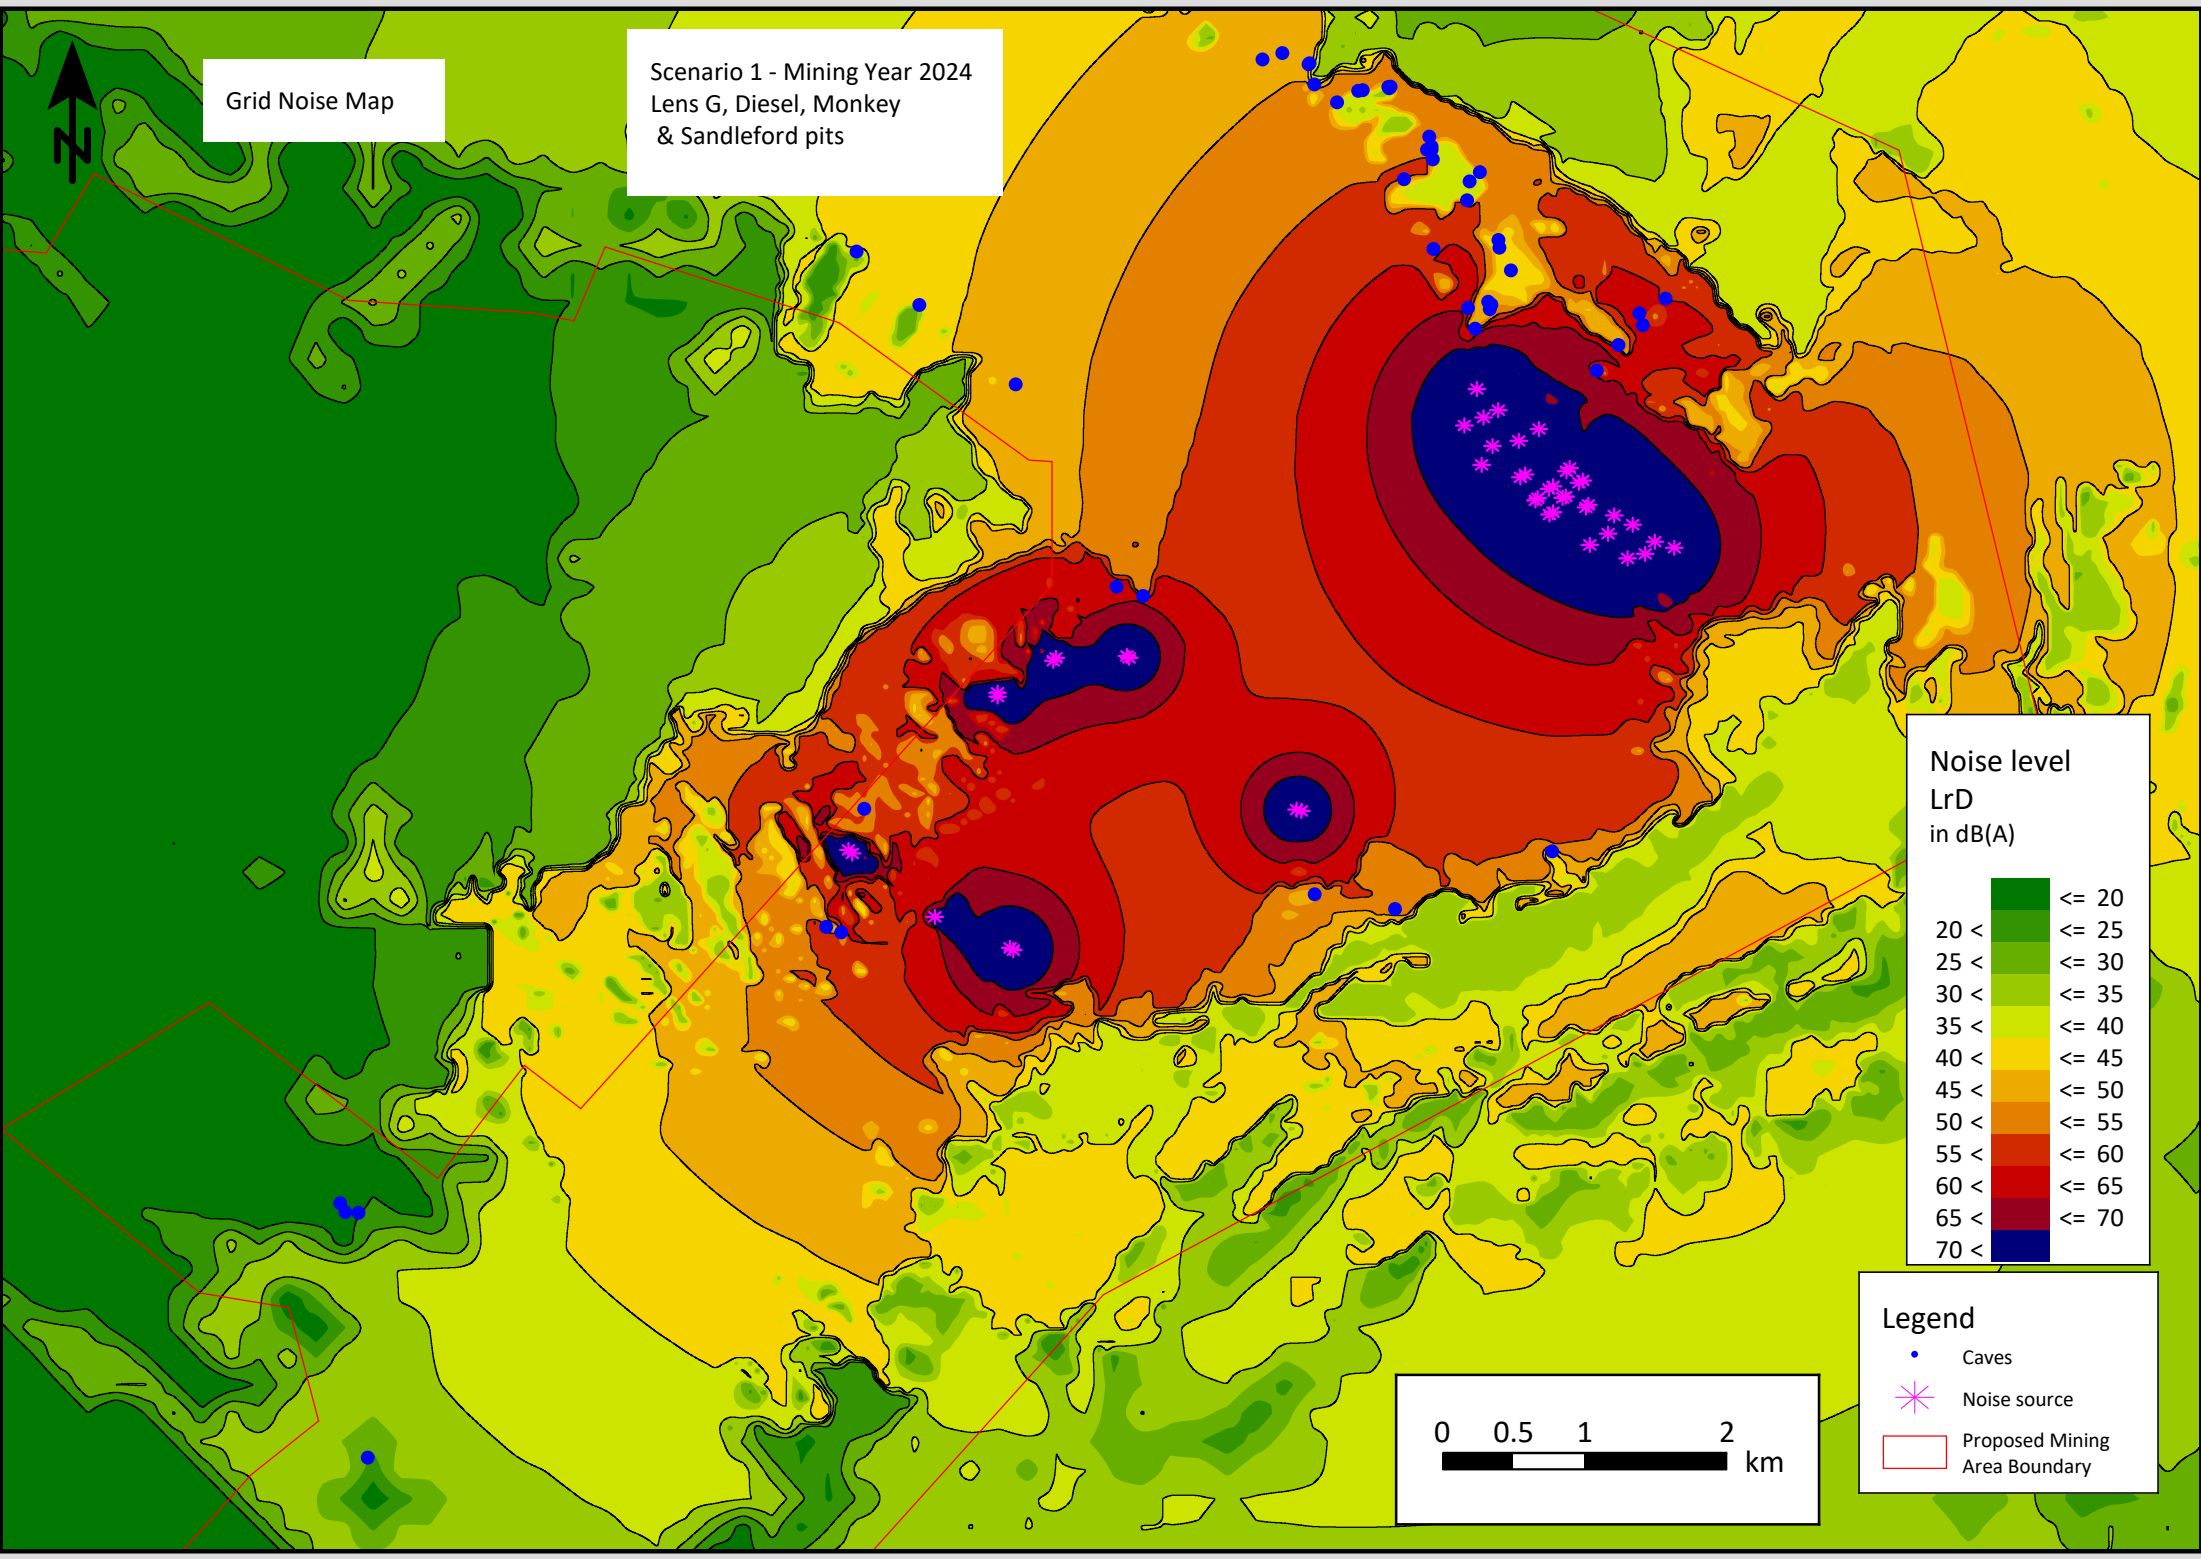 Grid Noise Map
Scenario 1 - Mining Year 2024
Lens G, Diesel, Monkey
& Sandleford pits
N
Noise level
LrD
in dB(A)
<= 20
20 < <= 25
25 < <= 30
30 < <= 35
35 < <= 40
40 < <= 45
45 < <= 50
50 < <= 55
55 < <= 60
60 < <= 65
65 < <= 70
70 <
Legend
Caves
Noise source
Proposed Mining
Area Boundary
0 0.5 1 2
km